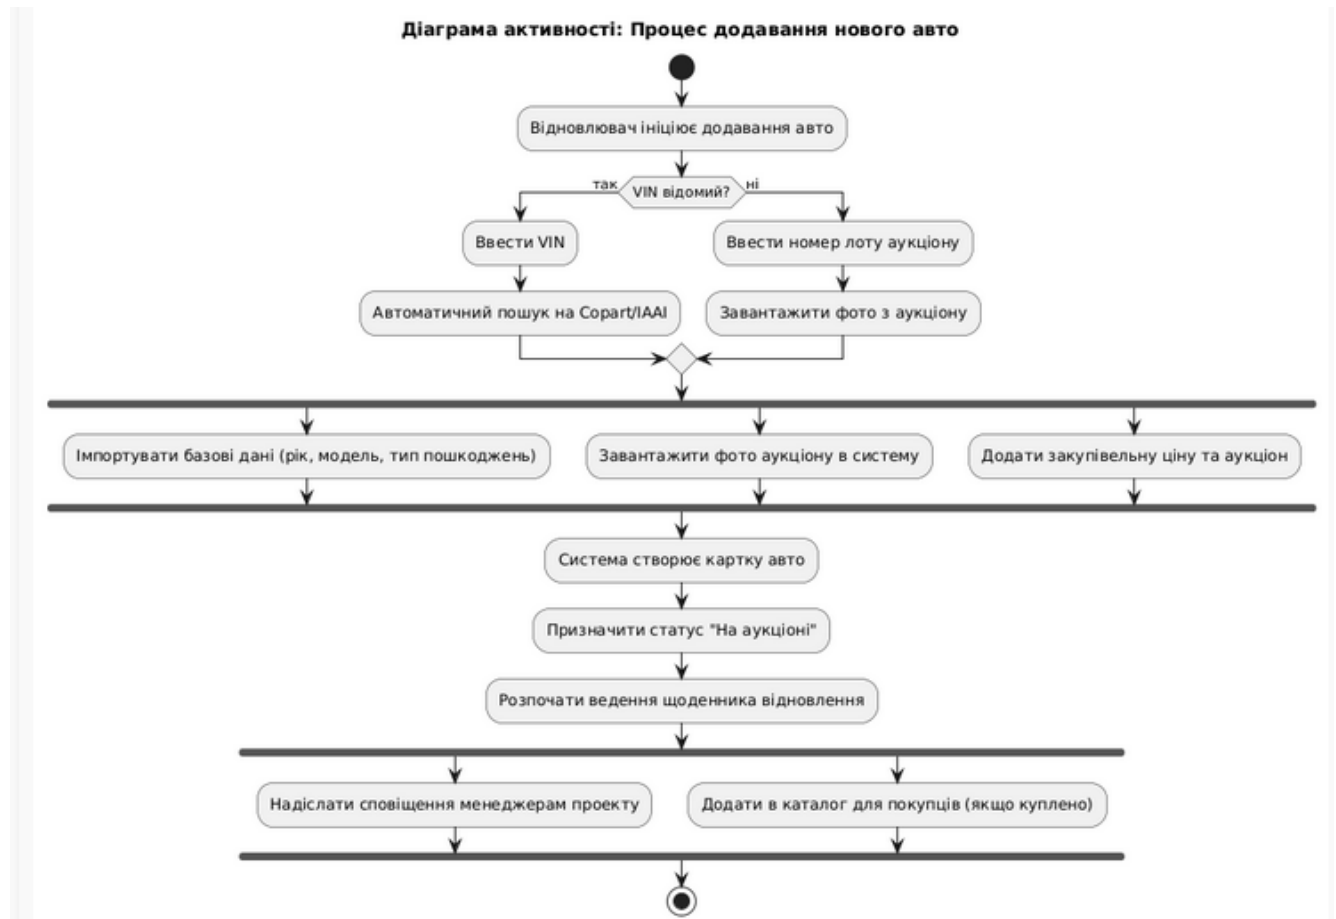 Діаграма активності: Процес додавання нового авто
Відновлювач ініціює додавання авто
так
VIN відомий?
ні
Ввести VIN
Ввести номер лоту аукціону
Автоматичний пошук на Copart/IAAI
Завантажити фото з аукціону
Імпортувати базові дані (рік, модель, тип пошкоджень)
Завантажити фото аукціону в систему
Додати закупівельну ціну та аукціон
Система створює картку авто
Призначити статус "На аукціоні"
Розпочати ведення щоденника відновлення
Надіслати сповіщення менеджерам проекту
Додати в каталог для покупців (якщо куплено)